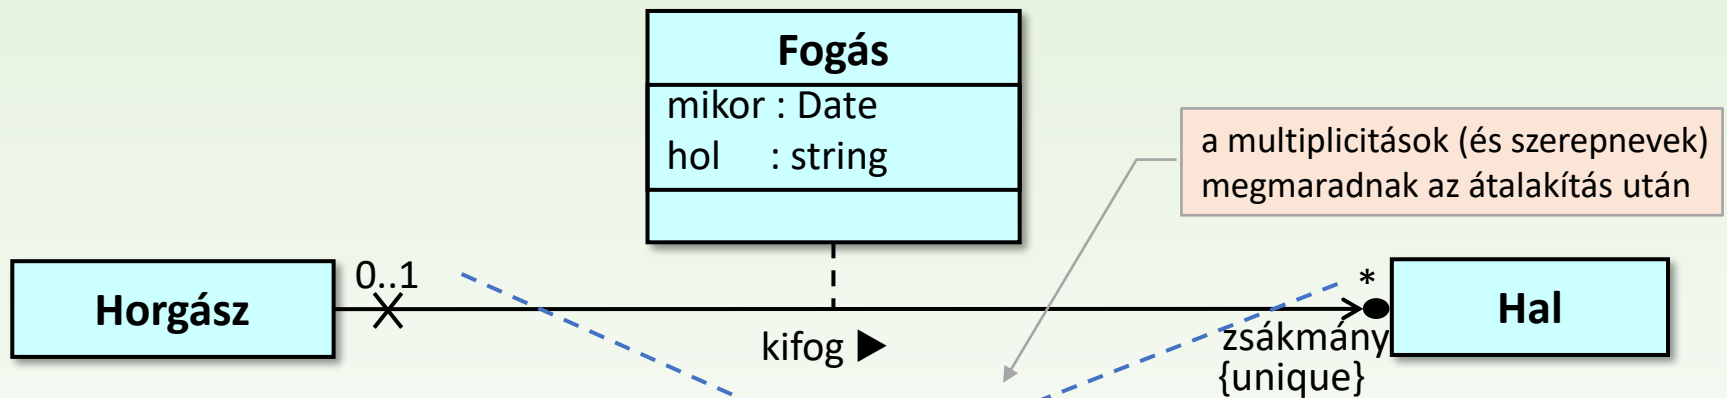 Fogás
mikor : Date
hol : string
a multiplicitások (és szerepnevek)
megmaradnak az átalakítás után
Horgász
0..1
kifog ▶
*
zsákmány
{unique}
Hal